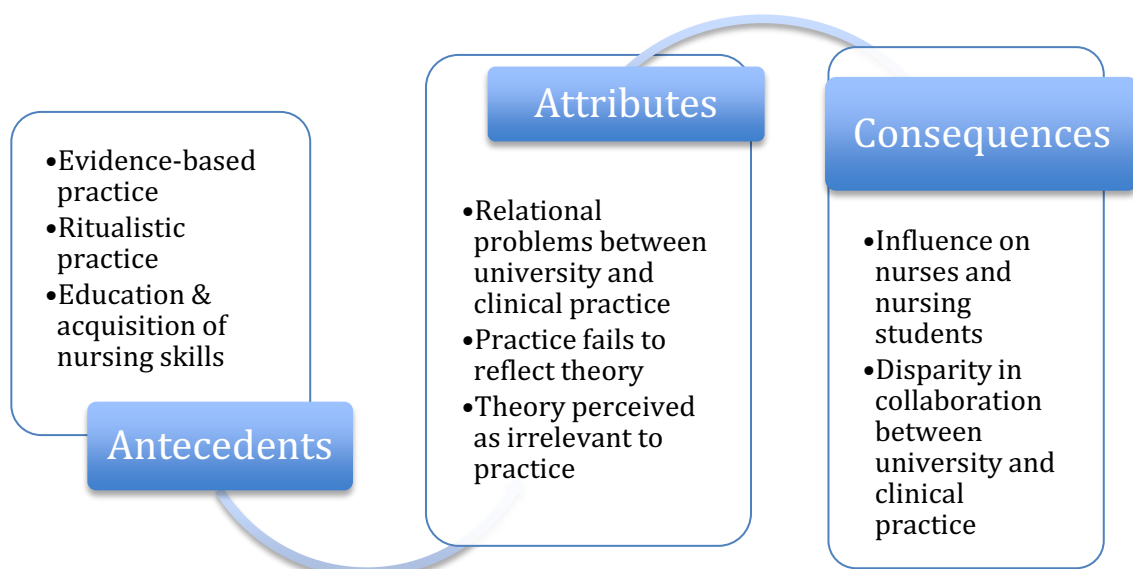 •Evidence-based
practice
•Ritualistic
practice
•Education &
acquisition of
nursing skills
Antecedents
Attributes
•Relational
problems between
university and
clinical practice
•Practice fails to
reflect theory
•Theory perceived
as irrelevant to
practice
Consequences
•Influence on
nurses and
nursing
students
•Disparity in
collaboration
between
university and
clinical
practice